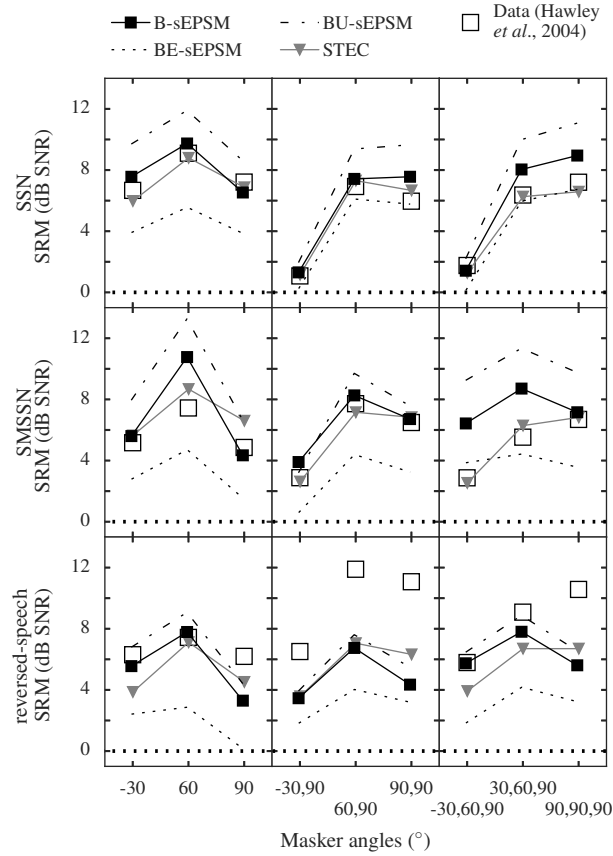 B-sEPSM
BU-sEPSM
Data (Hawley
et al., 2004)
BE-sEPSM
STEC
12
8
4
0
SSN
SRM (dB SNR)
12
8
4
0
SMSSN
SRM (dB SNR)
12
8
4
0
reversed-speech
SRM (dB SNR)
-30 60 90
-30,90 90,90
60,90
30,60,90
-30,60,90 90,90,90
Masker angles (°)